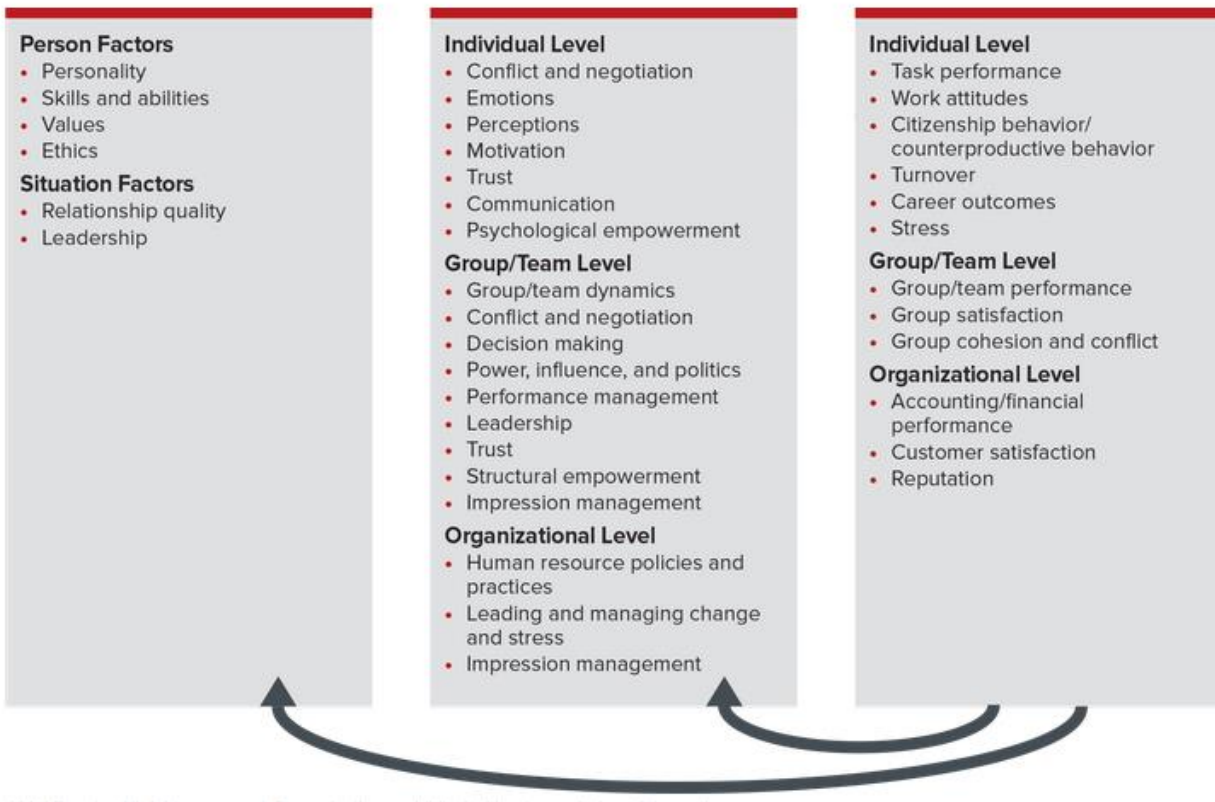 Person Factors
• Personality
• Skills and abilities
• Values
• Ethics
Situation Factors
• Relationship quality
• Leadership
Individual Level
• Conflict and negotiation
• Emotions
• Perceptions
• Motivation
• Trust
• Communication
• Psychological empowerment
Group/Team Level
• Group/team dynamics
• Conflict and negotiation
• Decision making
• Power, influence, and politics
• Performance management
• Leadership
• Trust
• Structural empowerment
• Impression management
Organizational Level
• Human resource policies and
practices
• Leading and managing change
and stress
• Impression management
Individual Level
• Task performance
• Work attitudes
• Citizenship behavior/
counterproductive behavior
• Turnover
• Career outcomes
• Stress
Group/Team Level
• Group/team performance
• Group satisfaction
• Group cohesion and conflict
Organizational Level
• Accounting/financial
performance
• Customer satisfaction
• Reputation